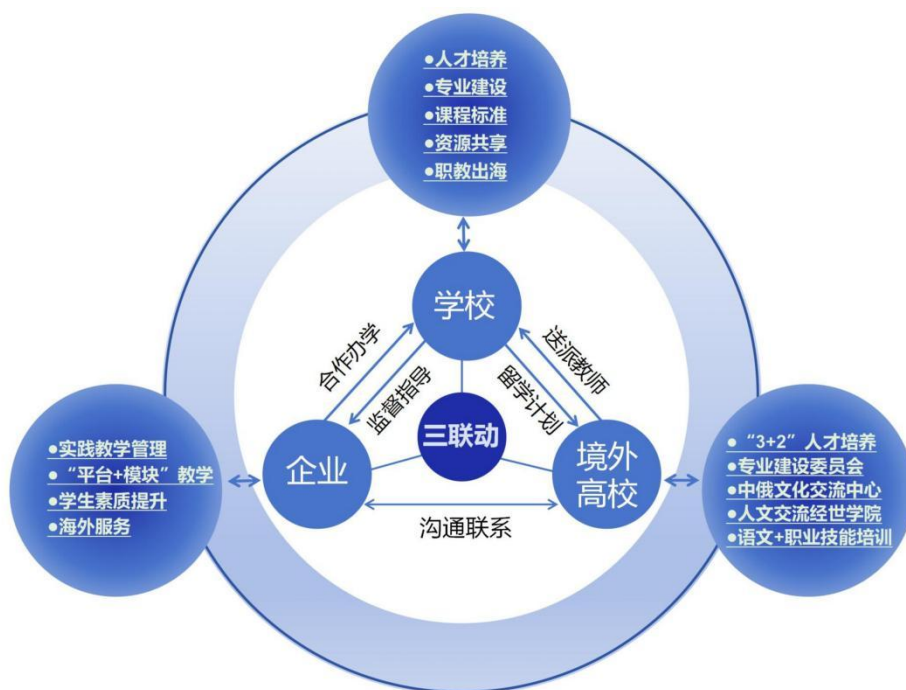 ●人才培养
●专业建设
●课程标准
●资源共享
●职教出海
学校
合作办学
监督指导
送派教师
留学计划
三联动
企业
境外
高校
沟通联系
●实践教学管理
●“平台+模块”教学
●学生素质提升
●海外服务
●“3+2”人才培养
●专业建设委员会
●中俄文化交流中心
●人文交流经世学院
●语文+职业技能培训